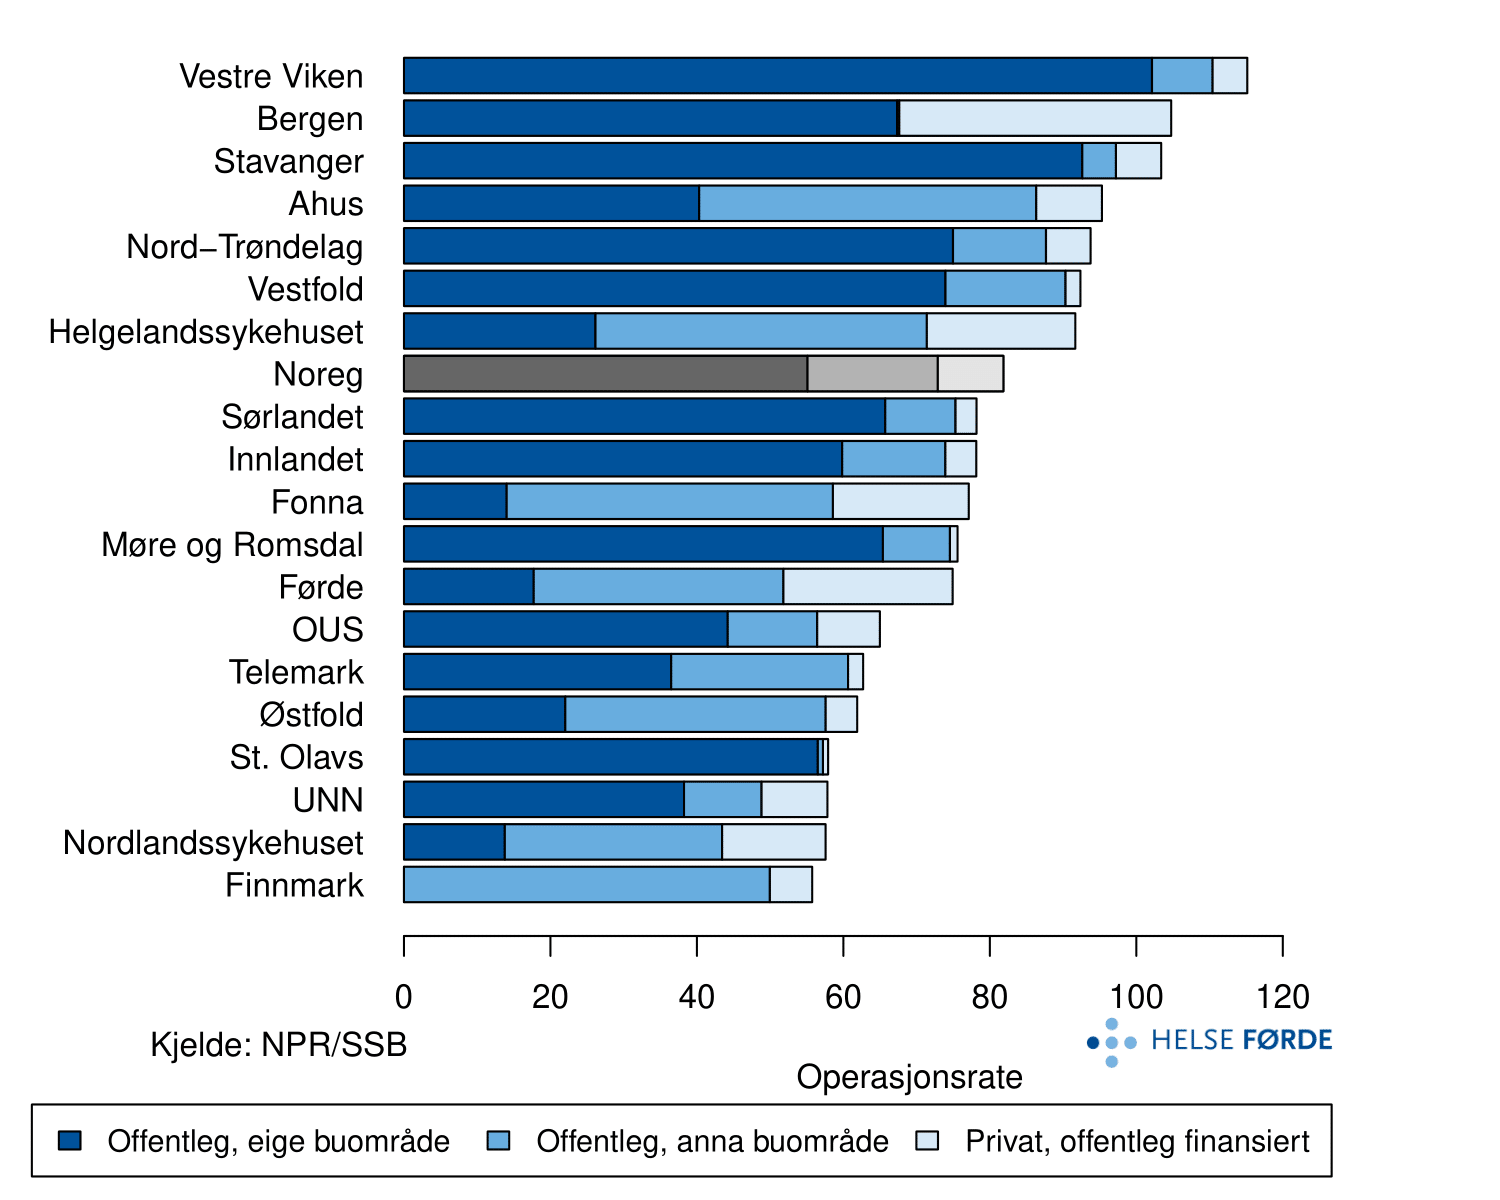 Vestre Viken
Bergen
Stavanger
Ahus
Nord−Trøndelag
Vestfold
Helgelandssykehuset
Noreg
Sørlandet
Innlandet
Fonna
Møre og Romsdal
Førde
OUS
Telemark
Østfold
St. Olavs
UNN
Nordlandssykehuset
Finnmark
0 20 40 60 80 100 120
Kjelde: NPR/SSB
HELSE FØRDE
Operasjonsrate
Offentleg, eige buområde Offentleg, anna buområde Privat, offentleg finansiert